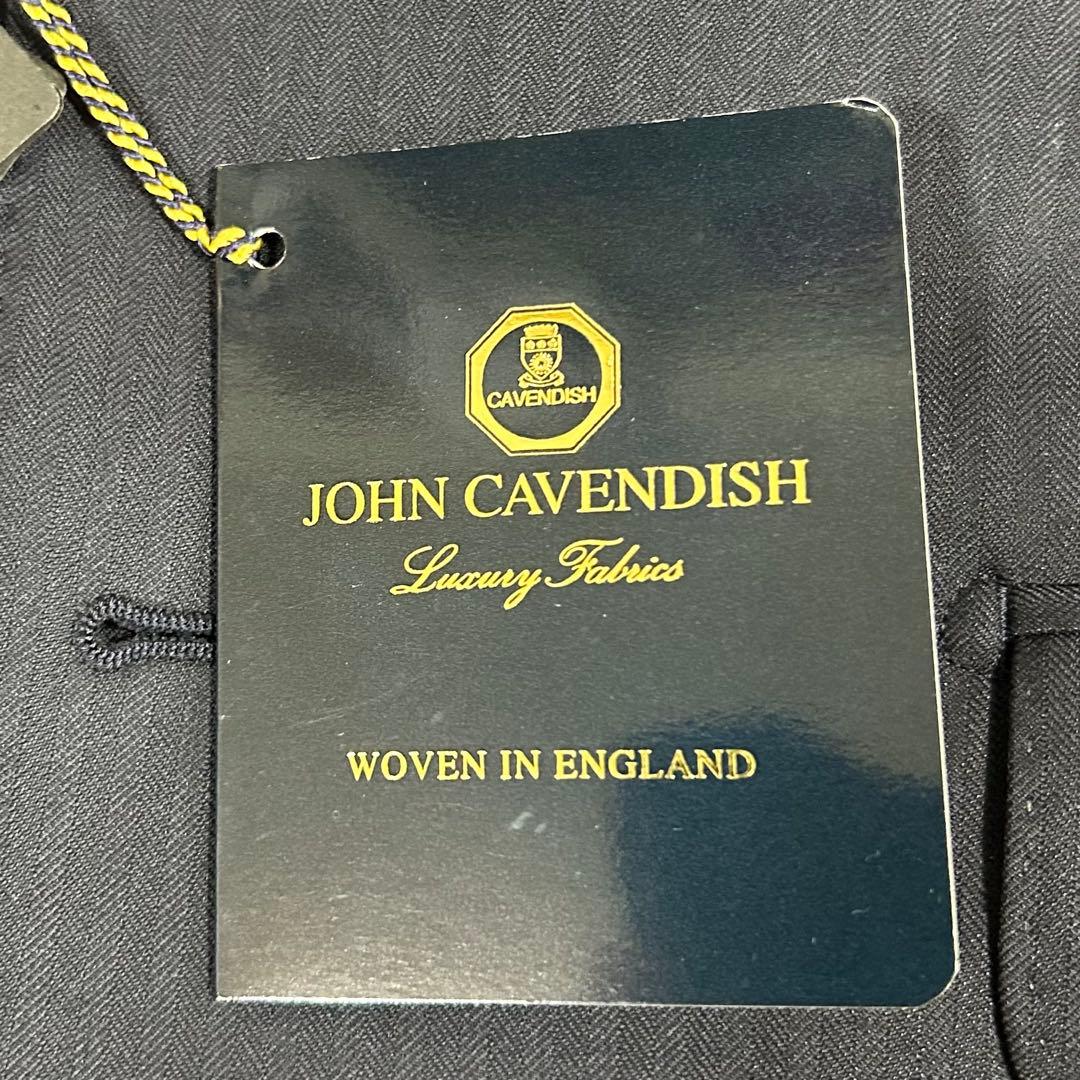 CAVENDISH
JOHN CAVENDISH
Luxury Fabrics
WOVEN IN ENGLAND